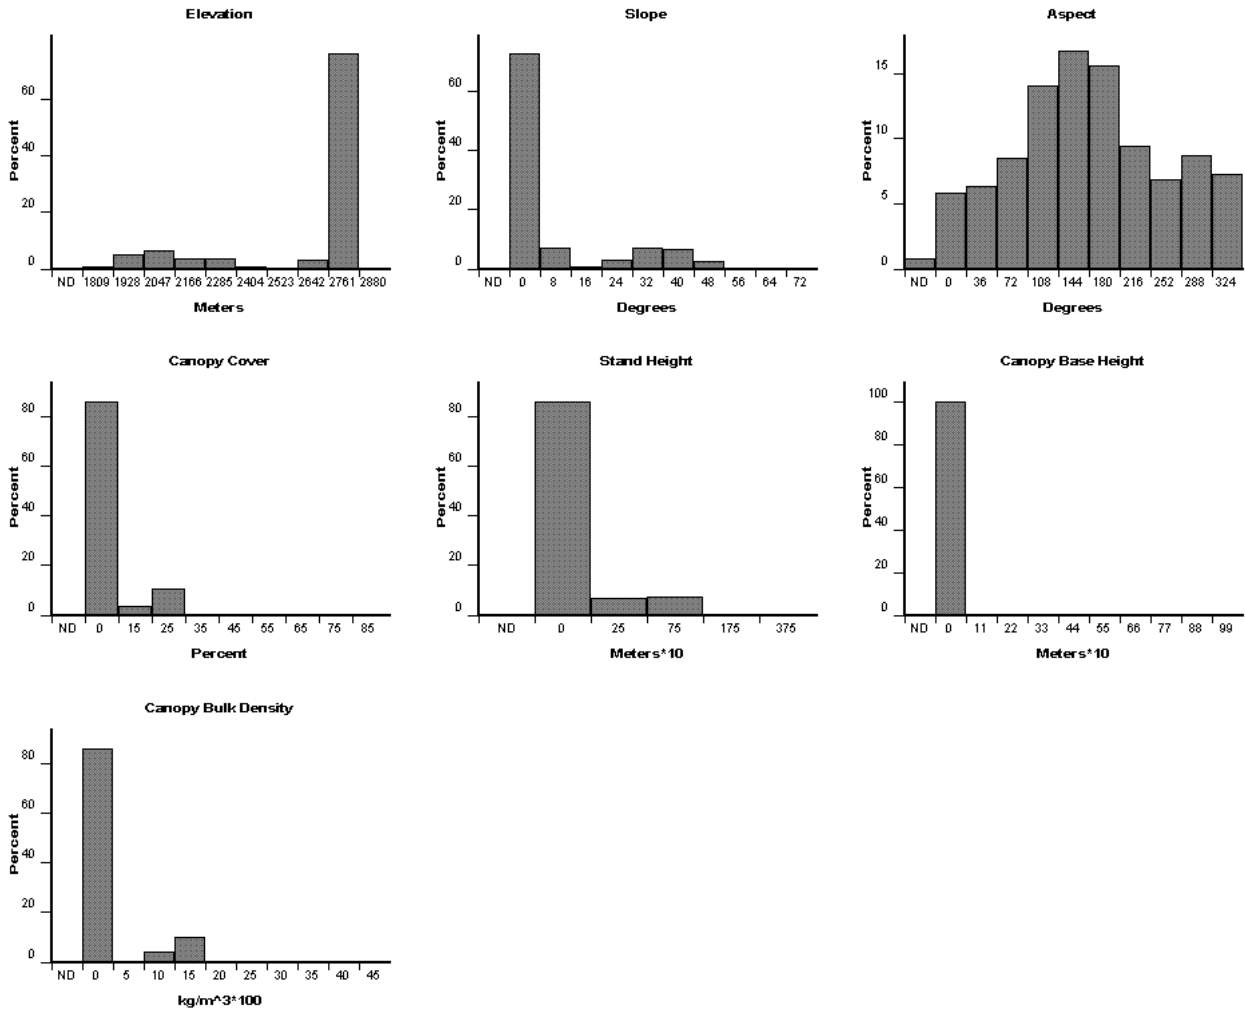 Elevation
Percent
60
40
20
0
ND 1809 1928 2047 2166 2285 2404 2523 2642 2761 2880
Meters
Slope
Percent
60
40
20
0
ND 0 8 16 24 32 40 48 56 64 72
Degrees
Aspect
Percent
15
10
5
0
ND 0 36 72 108 144 180 216 252 288 324
Degrees
Canopy Cover
Percent
80
60
40
20
0
ND 0 15 25 35 45 55 65 75 85
Percent
Stand Height
Percent
80
60
40
20
0
ND 0 25 75 175 375
Meters*10
Canopy Base Height
Percent
100
80
60
40
20
0
ND 0 11 22 33 44 55 66 77 88 99
Meters*10
Canopy Bulk Density
Percent
80
60
40
20
0
ND 0 5 10 15 20 25 30 35 40 45
kg/m^3*100